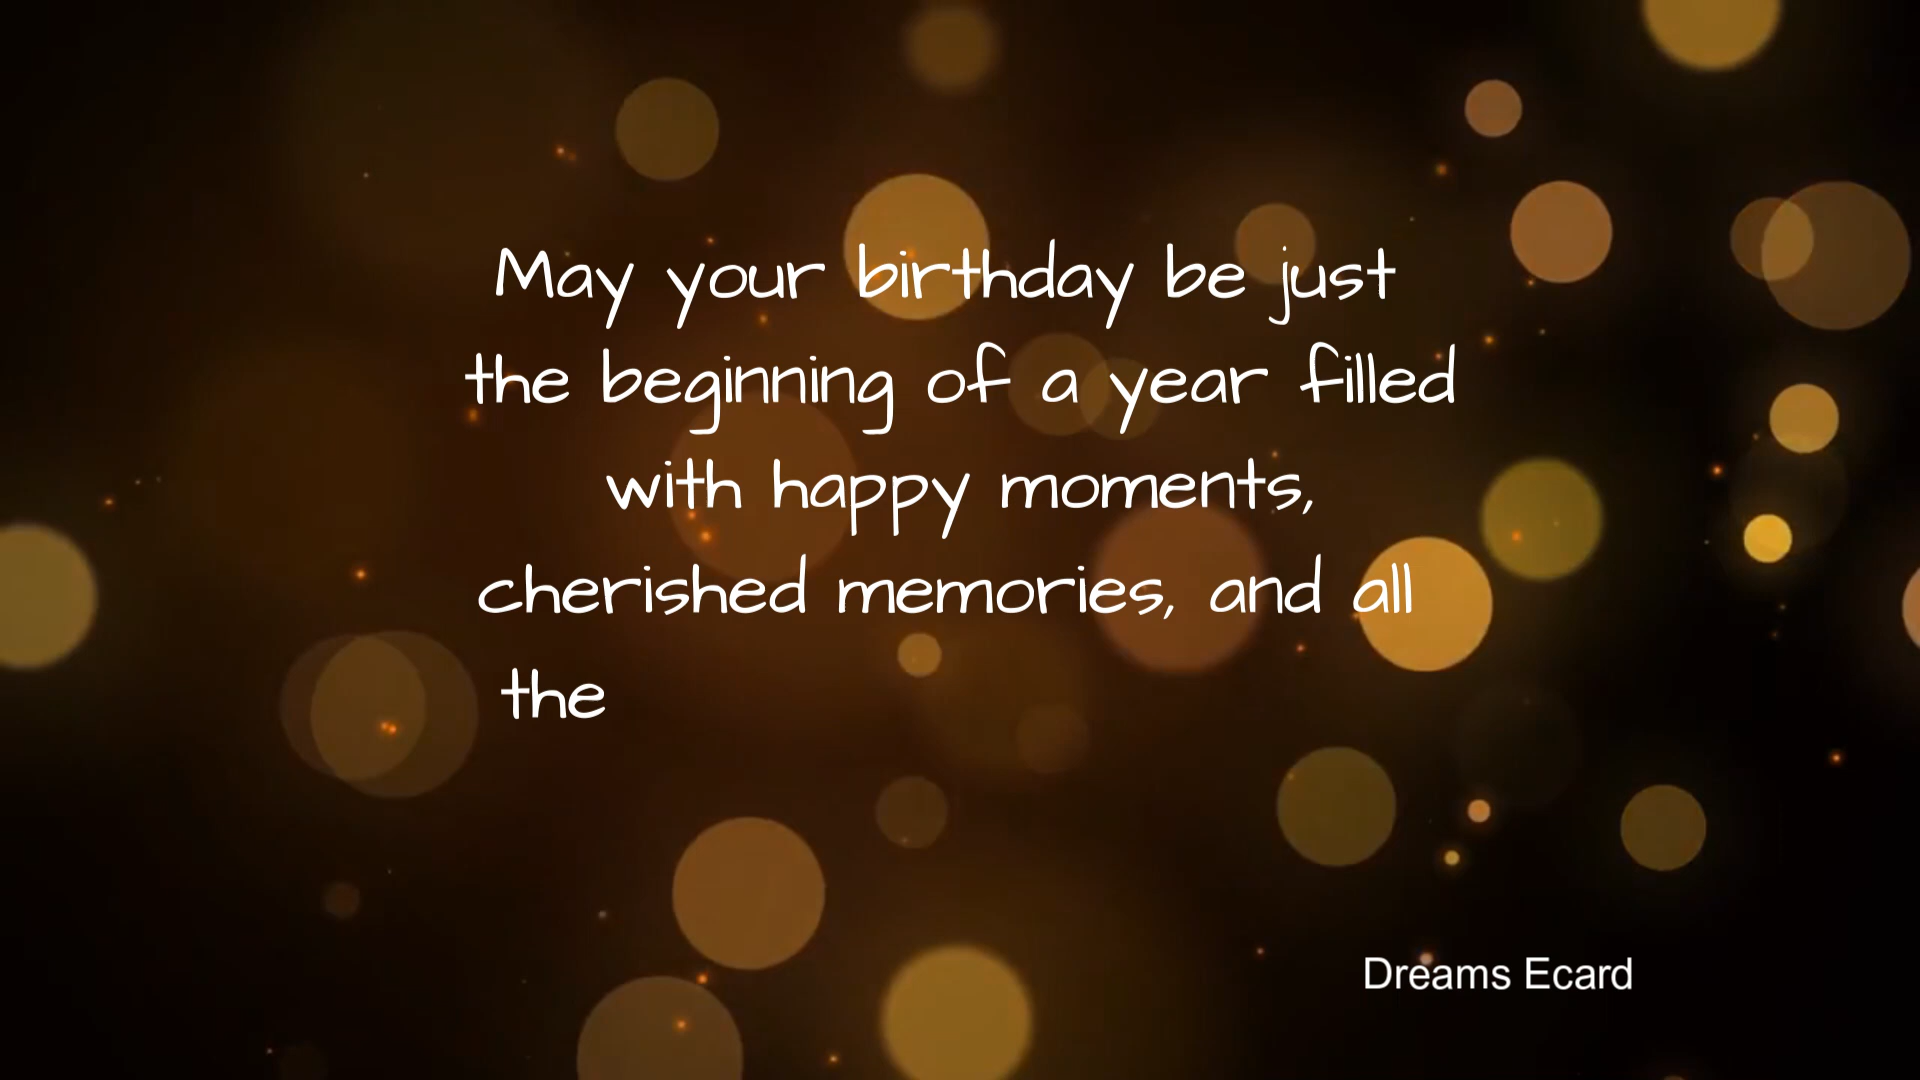 May your birthday be just
the beginning of a year filled
with happy moments,
cherished memories, and all
the
Dreams Ecard